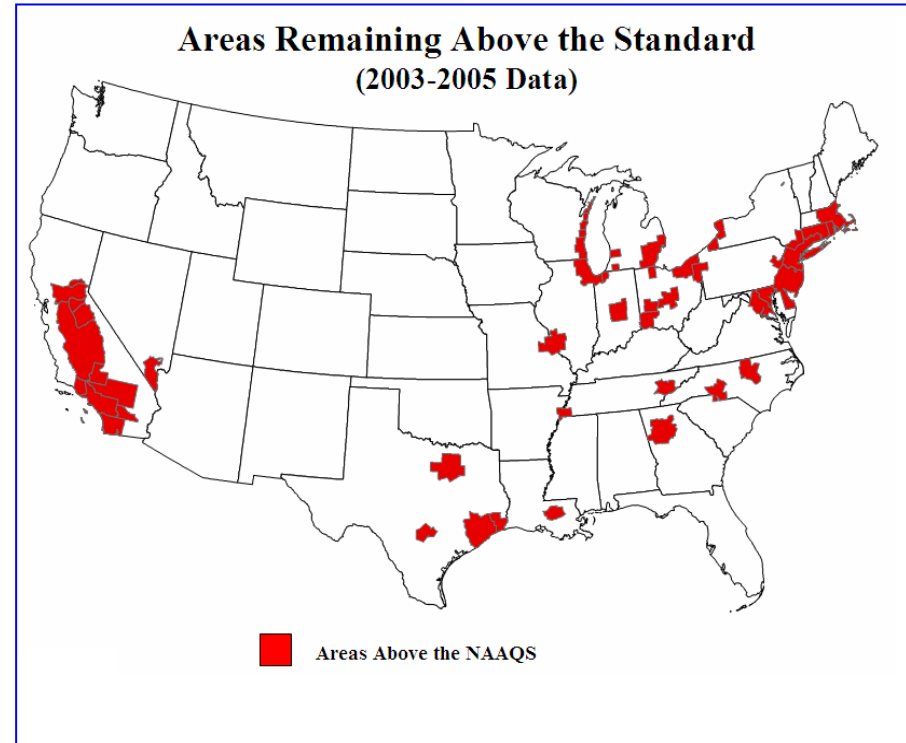 Areas Remaining Above the Standard
(2003-2005 Data)
Areas Above the NAAQS